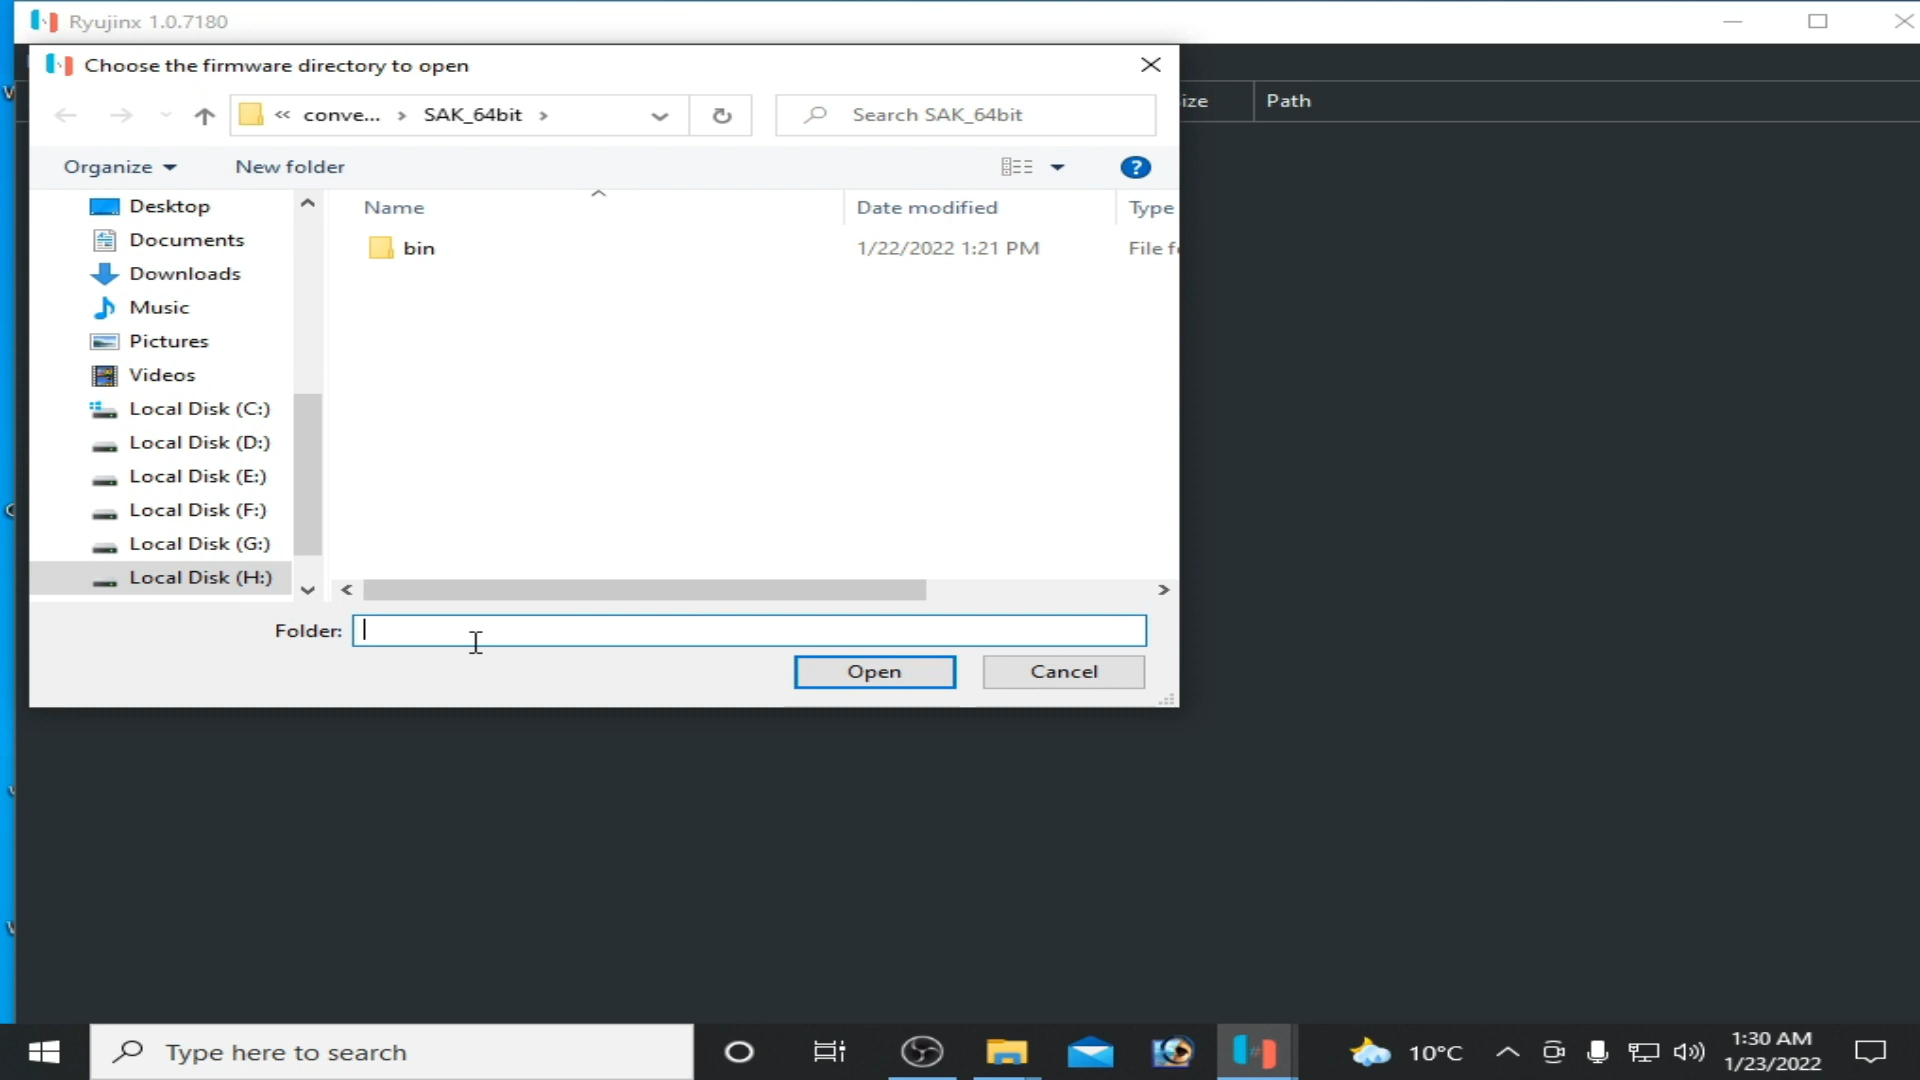 Ryujinx 1.0.7180
Choose the firmware directory to open
« conve... › SAK_64bit ›
Search SAK_64bit
ize
Path
Organize
New folder
?
Desktop
Documents
Downloads
Music
Pictures
Videos
Local Disk (C:)
Local Disk (D:)
Local Disk (E:)
Local Disk (F:)
Local Disk (G:)
Local Disk (H:)
Name
Date modified
Type
bin
1/22/2022 1:21 PM
File f
Folder:
Open
Cancel
Type here to search
10°C
1:30 AM
1/23/2022